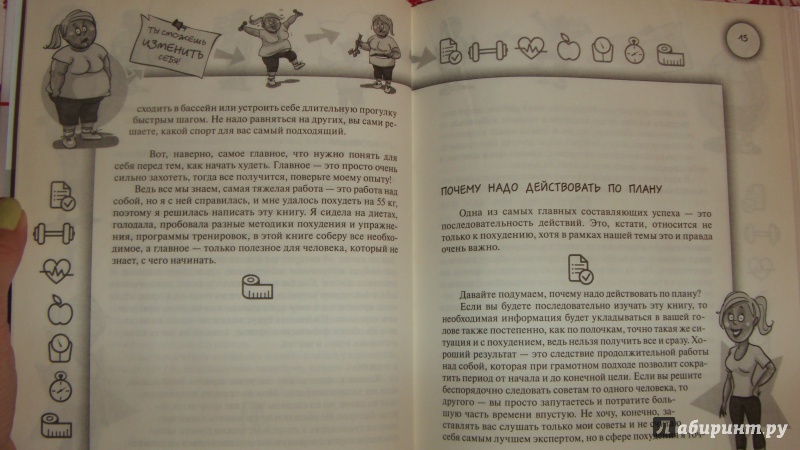 ТЫ СМОЖЕШЬ
ИЗМЕНИТЬ
СЕБЯ!
сходить в бассейн или устроить себе длительную прогулку
быстрым шагом. Не надо равняться на других, вы сами ре-
шаете, какой спорт для вас самый подходящий.
Вот, наверно, самое главное, что нужно понять для
себя перед тем, как начать худеть. Главное — это просто очень
сильно захотеть, тогда все получится, поверьте моему опыту!
Ведь все мы знаем, самая тяжелая работа — это работа над
собой, но я с ней справилась, и мне удалось похудеть на 55 кг,
поэтому я решилась написать эту книгу. Я сидела на диетах,
голодала, пробовала разные методики похудения и упражне-
ния, программы тренировок, в этой книге соберу все необхо-
димое, а главное — только полезное для человека, который не
знает, с чего начинать.
15
ПОЧЕМУ НАДО ДЕЙСТВОВАТЬ ПО ПЛАНУ
Одна из самых главных составляющих успеха — это
последовательность действий. Это, кстати, относится не
только к похудению, хотя в рамках нашей темы это и правда
очень важно.
Давайте подумаем, почему надо действовать по плану?
Если вы будете последовательно изучать эту книгу, то
необходимая информация будет укладываться в вашей го-
лове также постепенно, как по полочкам, точно такая же си-
туация и с похудением, ведь нельзя получить все и сразу. Хо-
роший результат — это следствие продолжительной работы
над собой, которая при грамотном подходе позволит сокра-
тить период от начала и до конечной цели. Если вы решите
беспорядочно следовать советам то одного человека, то
другого — вы просто запутаетесь и потратите боль-
шую часть времени впустую. Не хочу, конечно, за-
ставлять вас слушать только мои советы и не
себя самым лучшем экспертом, но в сфере похудения я
Лабиринт.ру